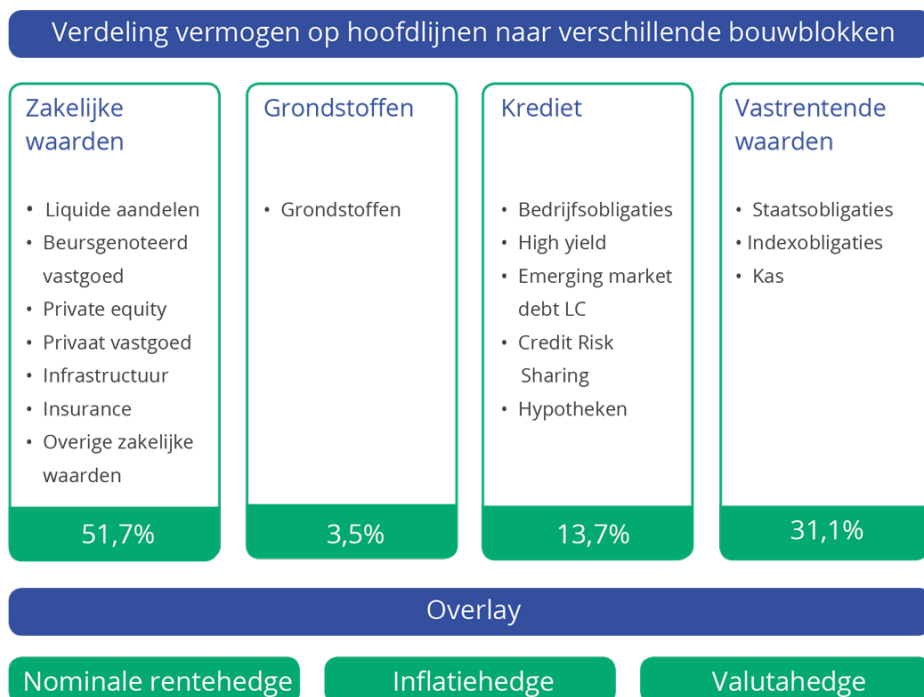 Verdeling vermogen op hoofdlijnen naar verschillende bouwblokken
Zakelijke
waarden
• Liquide aandelen
• Beursgenoteerd
vastgoed
• Private equity
• Privaat vastgoed
• Infrastructuur
• Insurance
• Overige zakelijke
waarden
51,7%
Grondstoffen
• Grondstoffen
3,5%
Krediet
• Bedrijfsobligaties
• High yield
• Emerging market
debt LC
• Credit Risk
Sharing
• Hypotheken
13,7%
Vastrentende
waarden
• Staatsobligaties
• Indexobligaties
• Kas
31,1%
Overlay
Nominale rentehedge
Inflatiehedge
Valutahedge